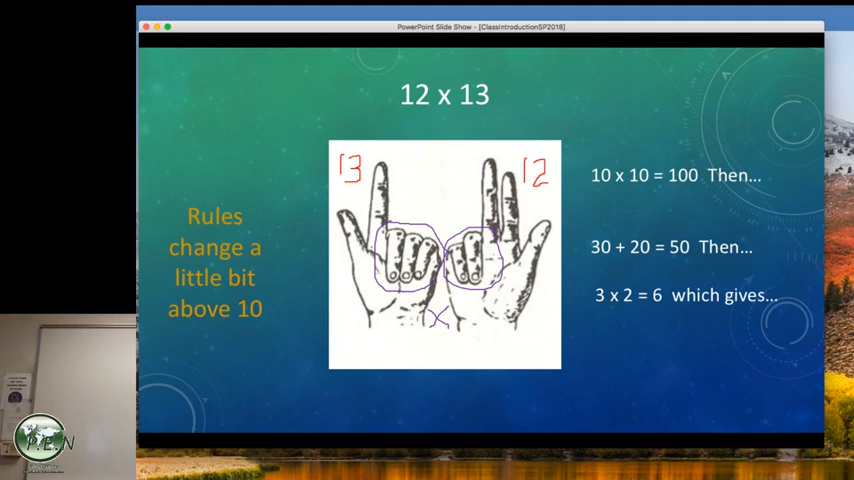 PowerPoint Slide Show - [ClassIntroductionSP2018]
12 x 13
13
12
10 x 10 = 100 Then...
Rules
change a
little bit
above 10
30 + 20 = 50 Then...
3 x 2 = 6 which gives...
x
P.E.N